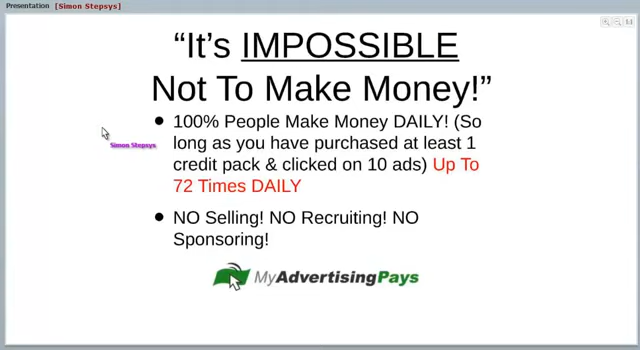 Presentation [Simon Stepsys]
“It’s IMPOSSIBLE
Not To Make Money!”
100% People Make Money DAILY! (So
long as you have purchased at least 1
credit pack & clicked on 10 ads) Up To
72 Times DAILY
Simon Stepsys
NO Selling! NO Recruiting! NO
Sponsoring!
MyAdvertisingPays